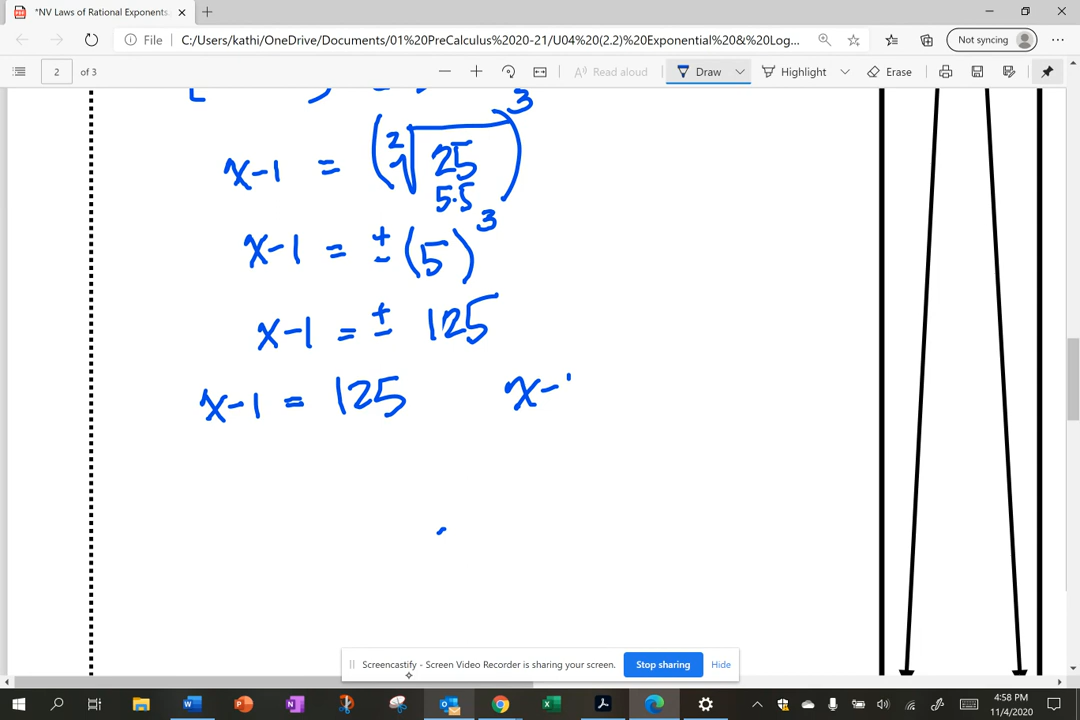 *NV Laws of Rational Exponents,
File | C:/Users/kathi/OneDrive/Documents/01%20PreCalculus%2020-21/U04%20(2.2)%20Exponential%20&%20Log...
Not syncing
2 of 3
Read aloud
Draw
Highlight
Erase
3
x-1 = (²√25)
5·5
x-1 = ±(5)³
x-1 = ± 125
x-1 = 125 x-
Screencastify - Screen Video Recorder is sharing your screen.
Stop sharing
Hide
4:58 PM
11/4/2020